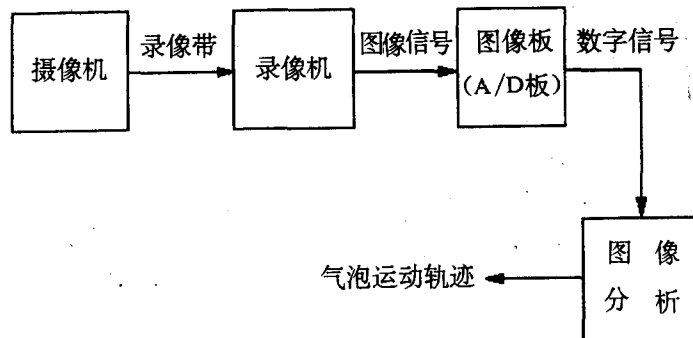 摄像机
录像带
录像机
图像信号
图像板
(A/D板)
数字信号
图像
分析
气泡运动轨迹